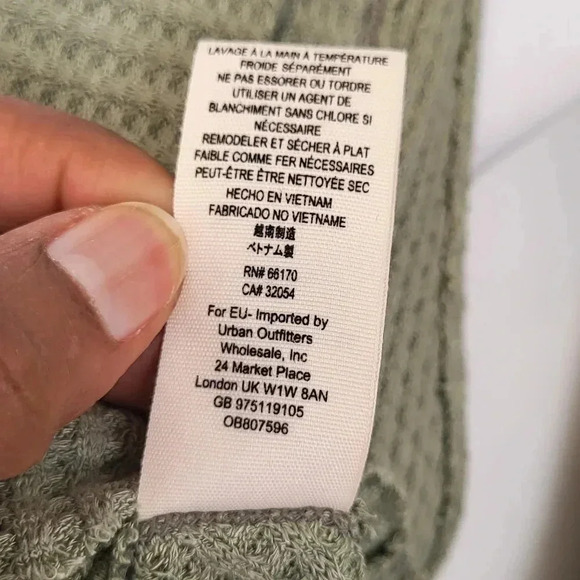 LAVAGE À LA MAIN À TEMPÉRATURE
FROIDE SÉPARÉMENT
NE PAS ESSORER OU TORDRE
UTILISER UN AGENT DE
BLANCHIMENT SANS CHLORE SI
NÉCESSAIRE
REMODELER ET SÉCHER À PLAT
FAIBLE COMME FER NÉCESSAIRES
PEUT-ÊTRE ÊTRE NETTOYÉE SEC
HECHO EN VIETNAM
FABRICADO NO VIETNAME
越南制造
ベトナム製
RN# 66170
CA# 32054
For EU- Imported by
Urban Outfitters
Wholesale, Inc
24 Market Place
London UK W1W 8AN
GB 975119105
OB807596